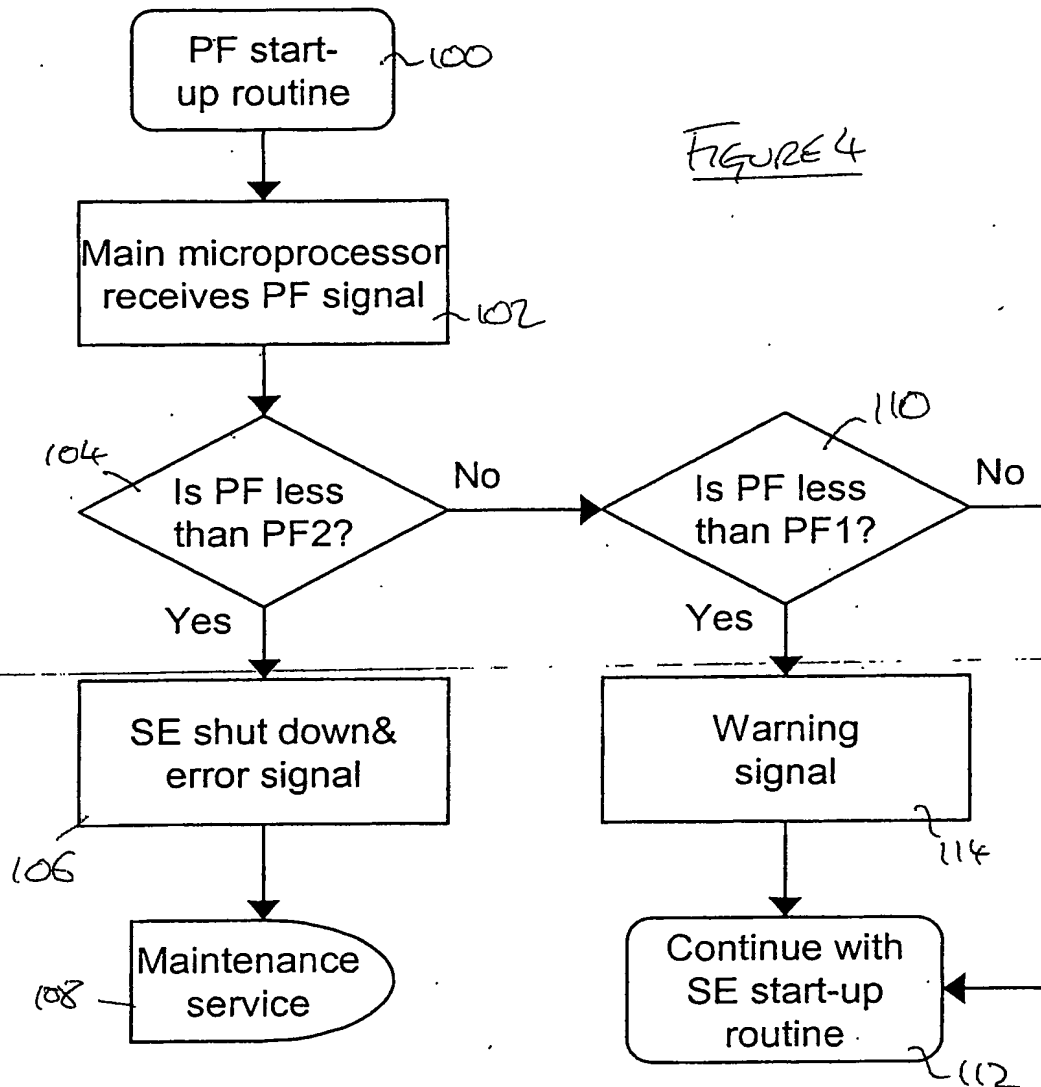 PF start-
up routine
100
FIGURE 4
Main microprocessor
receives PF signal
102
104
Is PF less
than PF2?
No
110
Is PF less
than PF1?
No
Yes
Yes
SE shut down&
error signal
106
Warning
signal
114
Maintenance
service
108
Continue with
SE start-up
routine
112